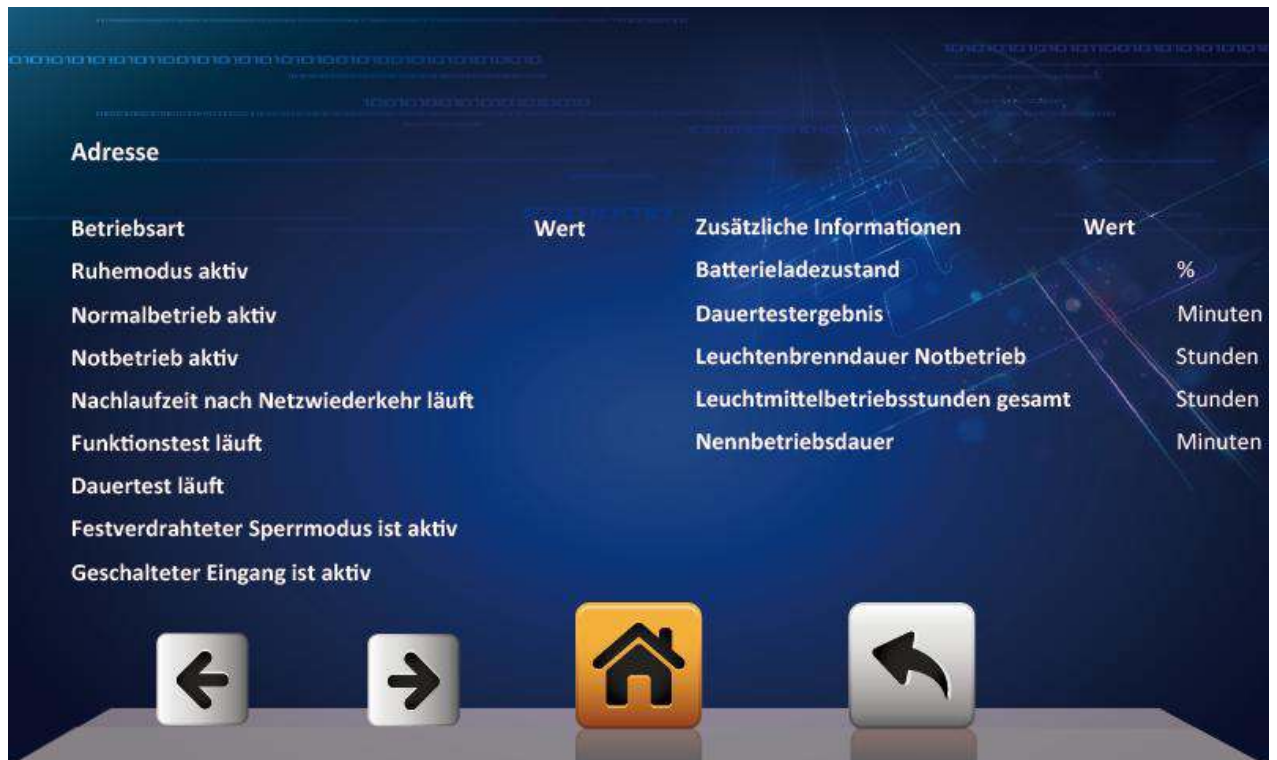 Adresse
Betriebsart Wert
Ruhemodus aktiv
Normalbetrieb aktiv
Notbetrieb aktiv
Nachlaufzeit nach Netzwiederkehr läuft
Funktionstest läuft
Dauertest läuft
Festverdrahteter Sperrmodus ist aktiv
Geschalteter Eingang ist aktiv
Zusätzliche Informationen Wert
Batterieladezustand %
Dauertestergebnis Minuten
Leuchtenbrenndauer Notbetrieb Stunden
Leuchtmittelbetriebsstunden gesamt Stunden
Nennbetriebsdauer Minuten